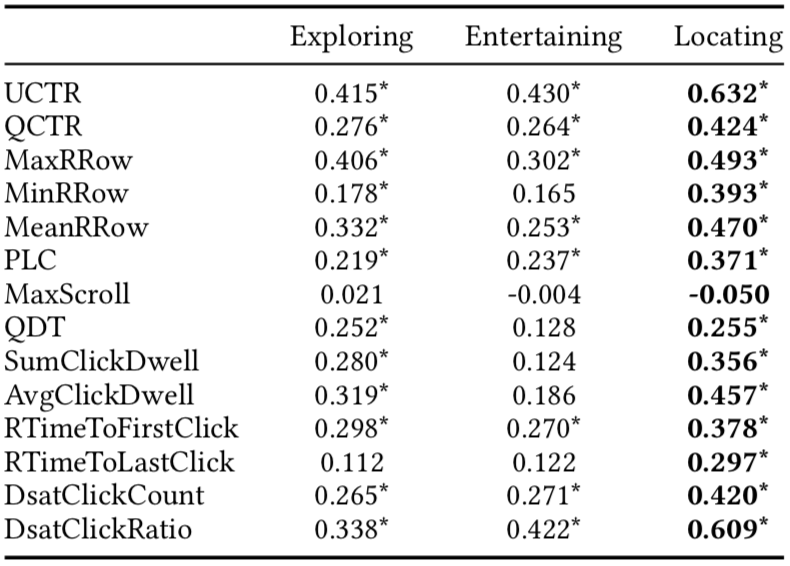 Exploring Entertaining Locating
UCTR 0.415* 0.430* 0.632*
QCTR 0.276* 0.264* 0.424*
MaxRRow 0.406* 0.302* 0.493*
MinRRow 0.178* 0.165 0.393*
MeanRRow 0.332* 0.253* 0.470*
PLC 0.219* 0.237* 0.371*
MaxScroll 0.021 -0.004 -0.050
QDT 0.252* 0.128 0.255*
SumClickDwell 0.280* 0.124 0.356*
AvgClickDwell 0.319* 0.186 0.457*
RTimeToFirstClick 0.298* 0.270* 0.378*
RTimeToLastClick 0.112 0.122 0.297*
DsatClickCount 0.265* 0.271* 0.420*
DsatClickRatio 0.338* 0.422* 0.609*